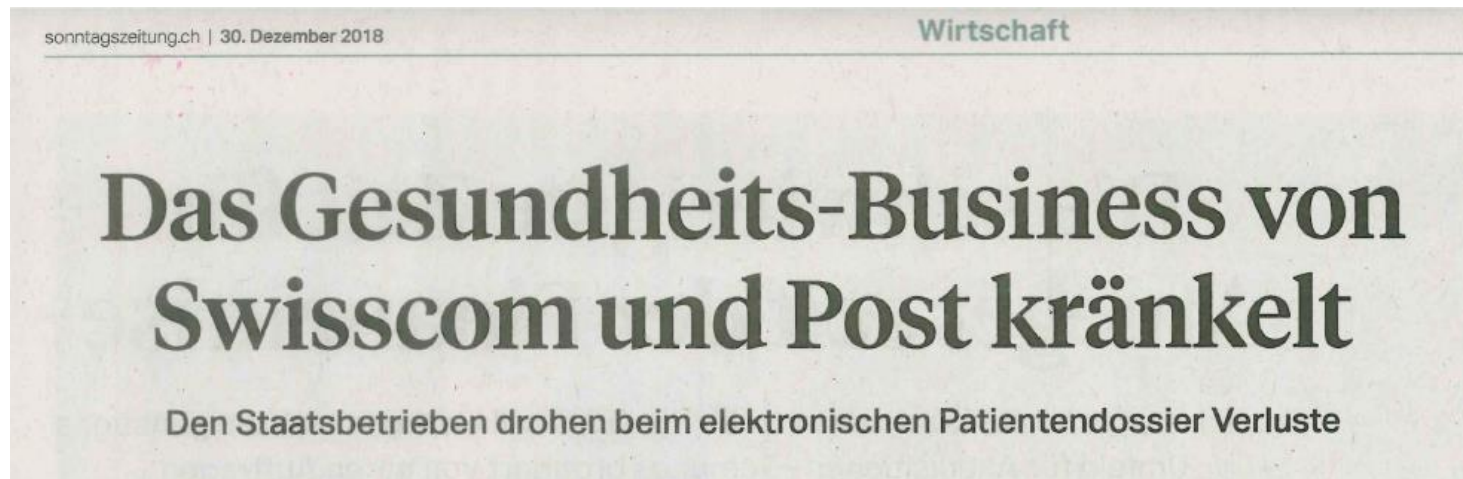 sonntagszeitung.ch | 30. Dezember 2018
Wirtschaft
Das Gesundheits-Business von
Swisscom und Post kränkelt
Den Staatsbetrieben drohen beim elektronischen Patientendossier Verluste